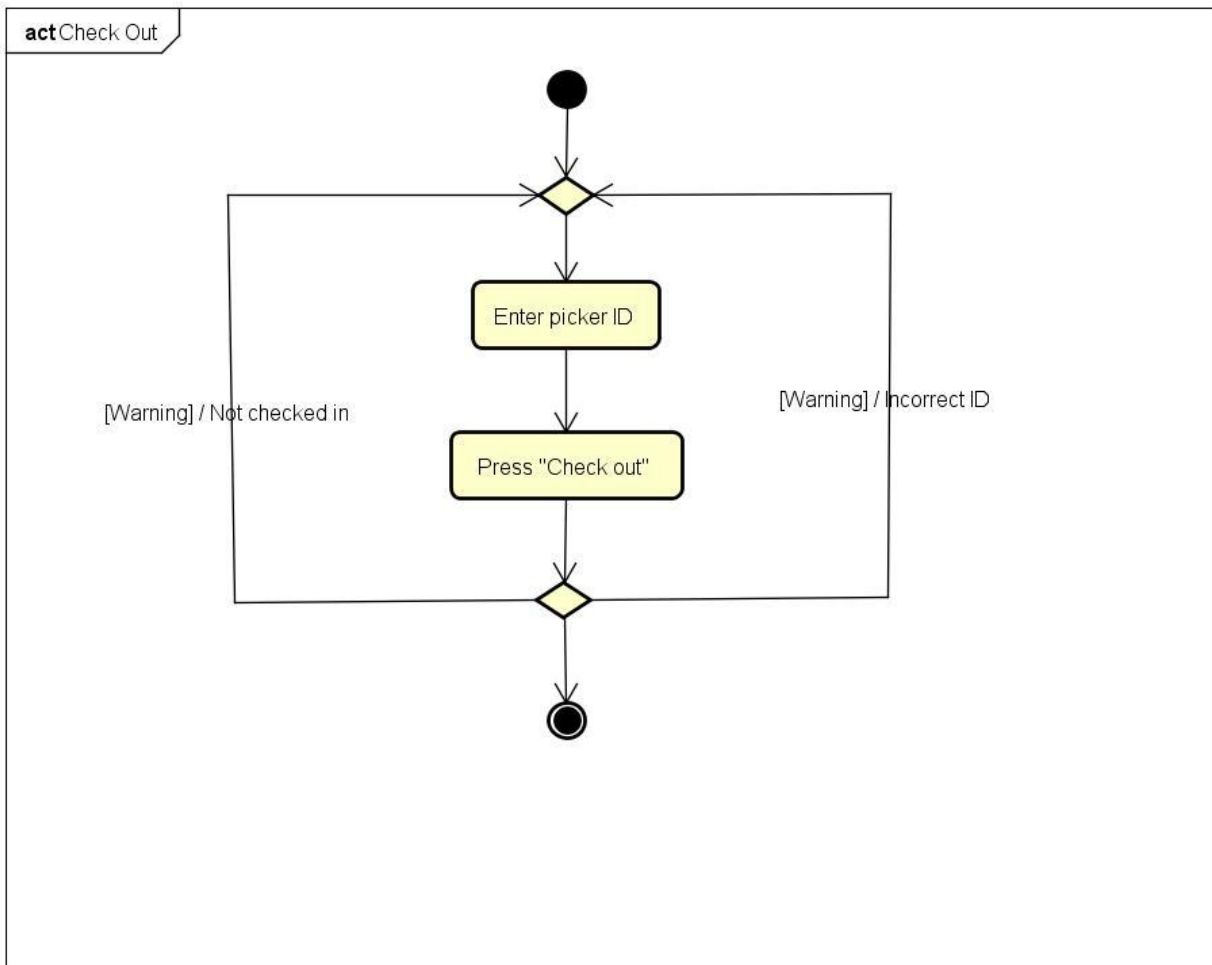 act Check Out
Enter picker ID
[Warning] / Incorrect ID
[Warning] / Not checked in
Press "Check out"